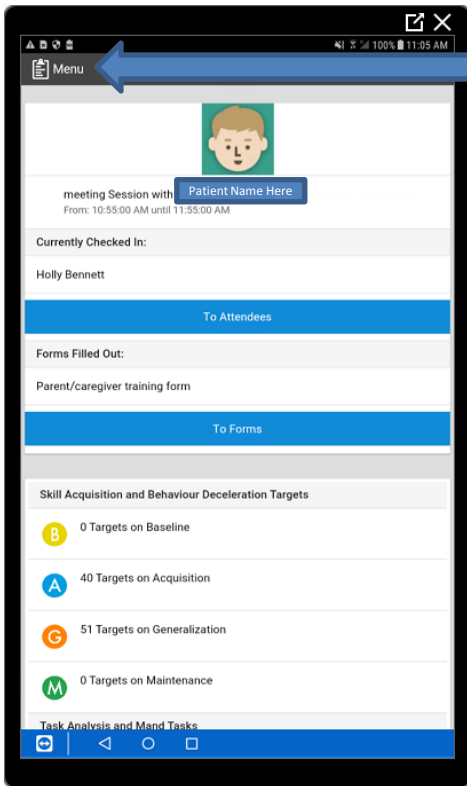 100% 11:05 AM
Menu
meeting Session with Patient Name Here
From: 10:55:00 AM until 11:55:00 AM
Currently Checked In:
Holly Bennett
To Attendees
Forms Filled Out:
Parent/caregiver training form
To Forms
Skill Acquisition and Behaviour Deceleration Targets
B 0 Targets on Baseline
A 40 Targets on Acquisition
G 51 Targets on Generalization
M 0 Targets on Maintenance
Task Analysis and Mand Tasks